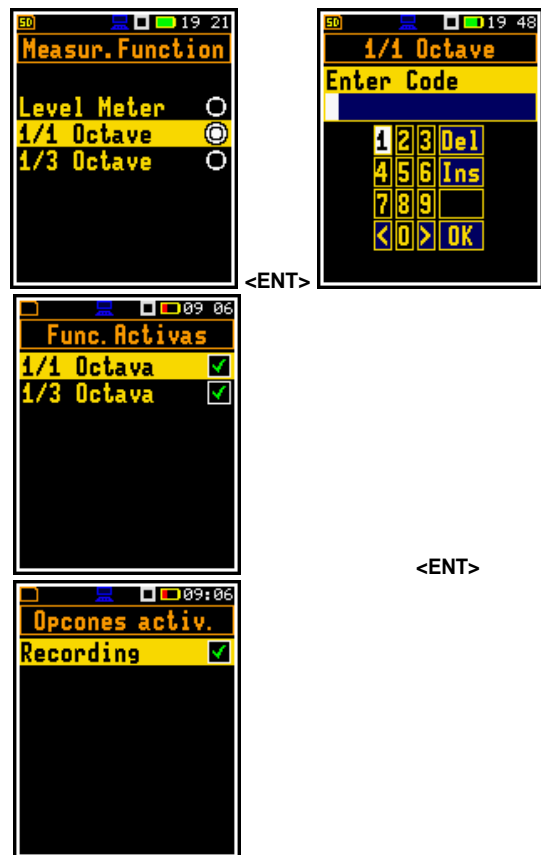 SD 19 21
Measur.Function
Level Meter
1/1 Octave
1/3 Octave
<ENT>
SD 19 48
1/1 Octave
Enter Code
1 2 3 Del
4 5 6 Ins
7 8 9
< 0 > OK
09 06
Func.Activas
1/1 Octava
1/3 Octava
<ENT>
09:06
Opcones activ.
Recording